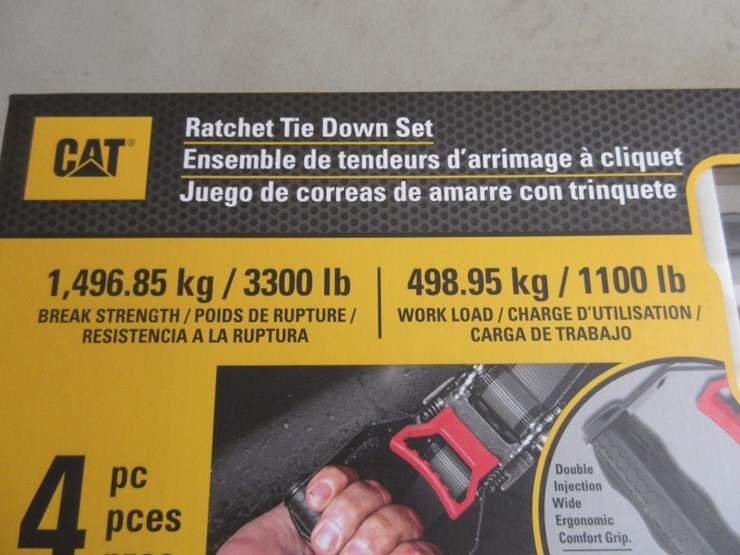 CAT®
Ratchet Tie Down Set
Ensemble de tendeurs d'arrimage à cliquet
Juego de correas de amarre con trinquete
1,496.85 kg / 3300 lb
BREAK STRENGTH / POIDS DE RUPTURE /
RESISTENCIA A LA RUPTURA
498.95 kg / 1100 lb
WORK LOAD / CHARGE D'UTILISATION /
CARGA DE TRABAJO
4
pc
pces
Double
Injection
Wide
Ergonomic
Comfort Grip.